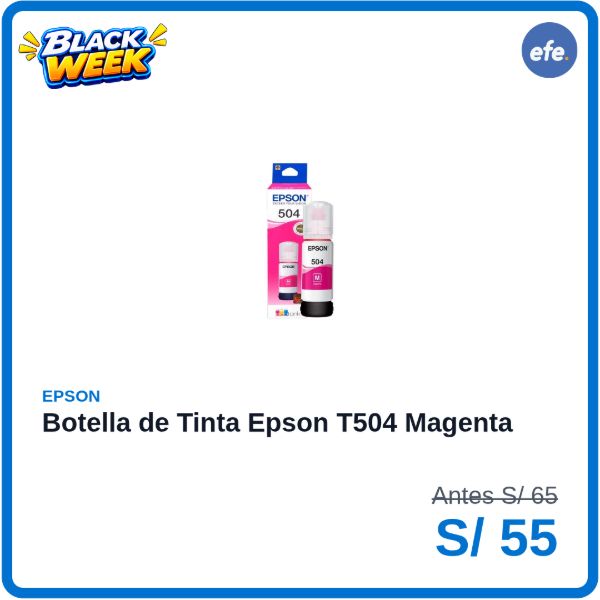 BLACK
WEEK
efe.
EPSON
504
EPSON
504
M
EPSON
Botella de Tinta Epson T504 Magenta
Antes S/ 65
S/ 55